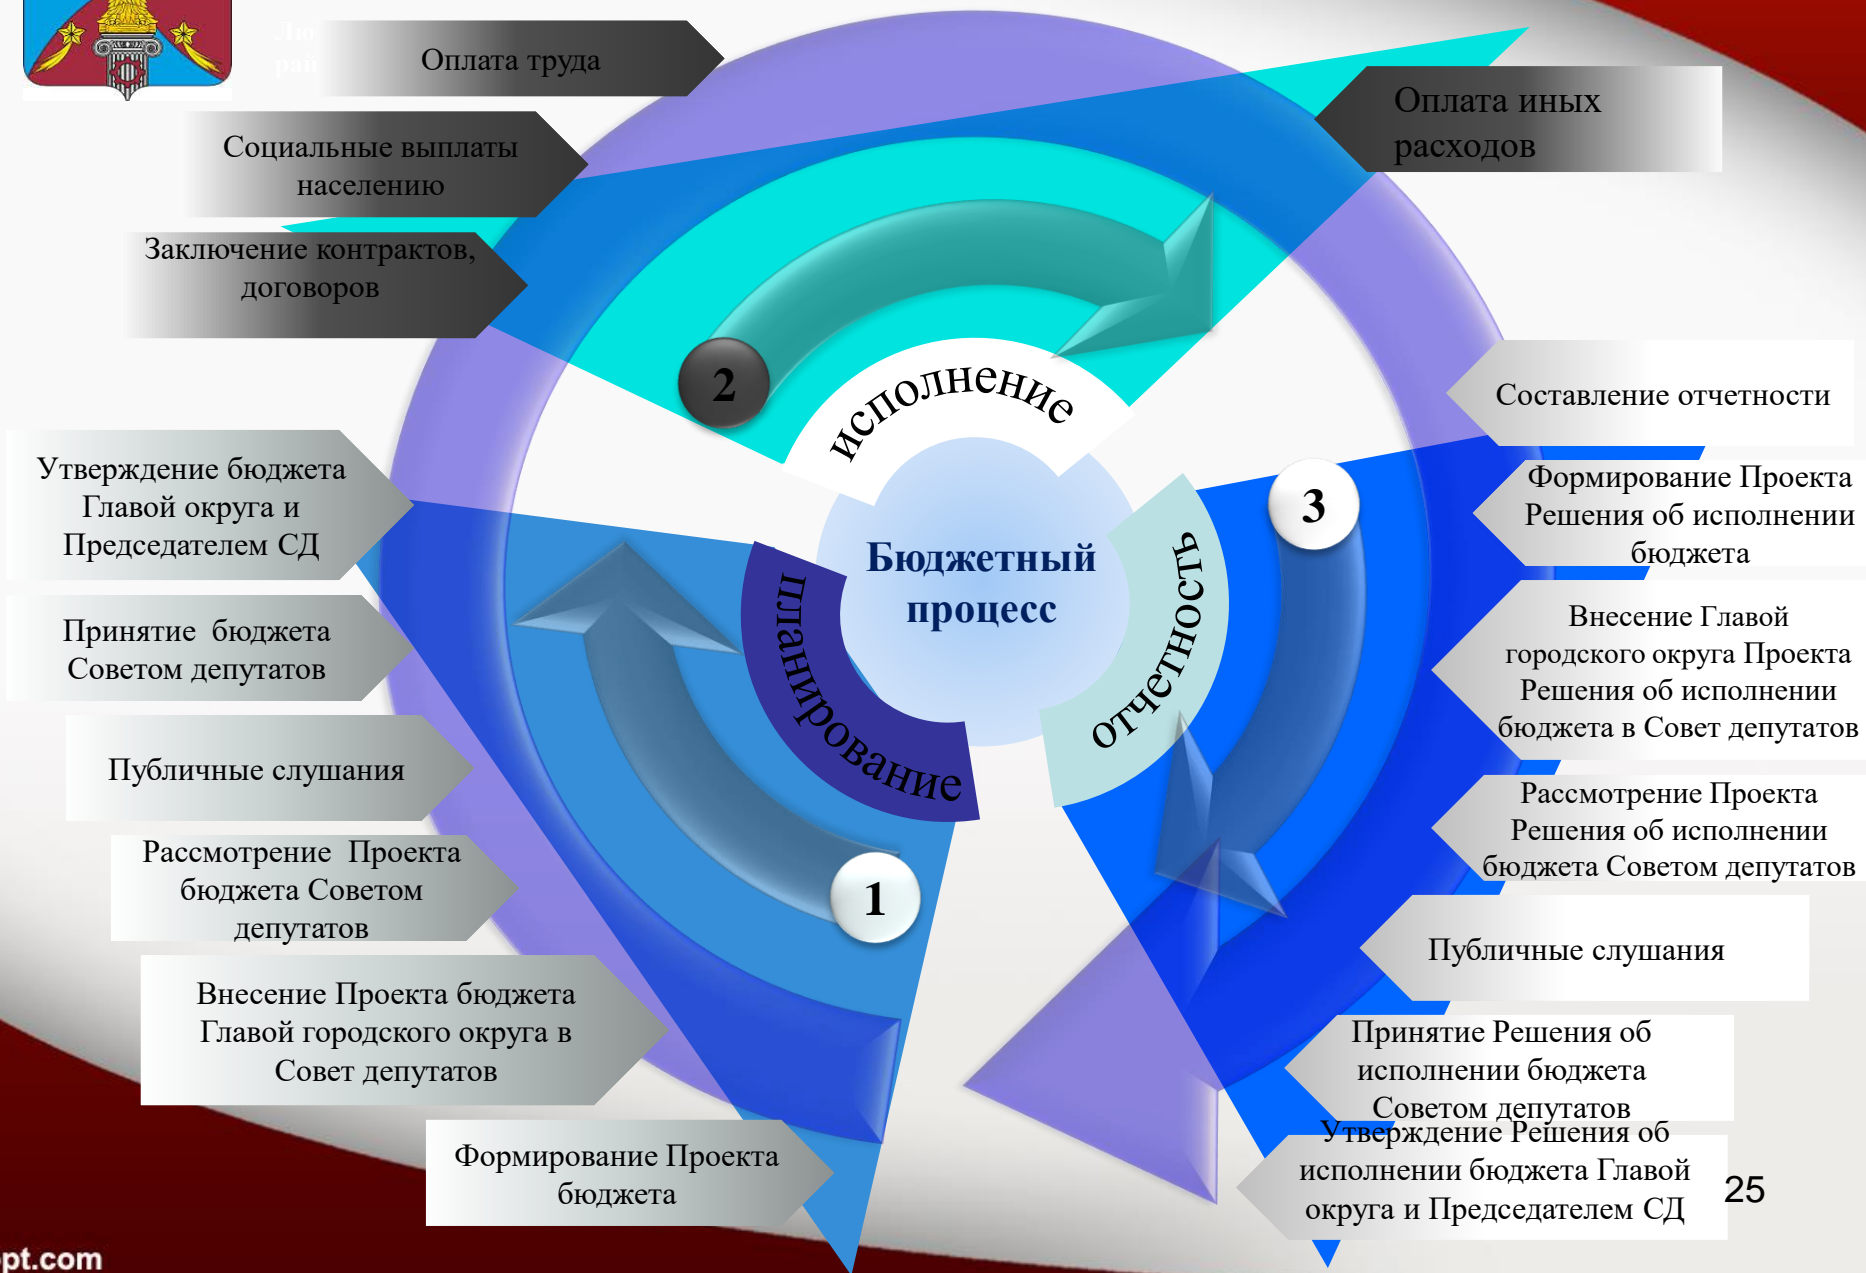 Оплата труда
Социальные выплаты
населению
Заключение контрактов,
договоров
Оплата иных
расходов
2
исполнение
Утверждение бюджета
Главой округа и
Председателем СД
Принятие бюджета
Советом депутатов
Публичные слушания
Рассмотрение Проекта
бюджета Советом
депутатов
Внесение Проекта бюджета
Главой городского округа в
Совет депутатов
Формирование Проекта
бюджета
1
планирование
Бюджетный
процесс
отчетность
3
Составление отчетности
Формирование Проекта
Решения об исполнении
бюджета
Внесение Главой
городского округа Проекта
Решения об исполнении
бюджета в Совет депутатов
Рассмотрение Проекта
Решения об исполнении
бюджета Советом депутатов
Публичные слушания
Принятие Решения об
исполнении бюджета
Советом депутатов
Утверждение Решения об
исполнении бюджета Главой
округа и Председателем СД
25
pt.com